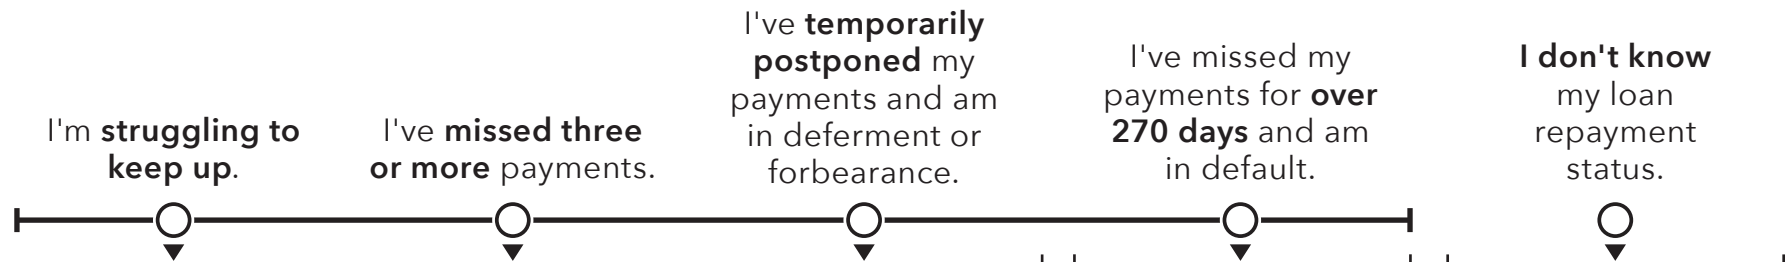 I'm struggling to
keep up.
I've missed three
or more payments.
I've temporarily
postponed my
payments and am
in deferment or
forbearance.
I've missed my
payments for over
270 days and am
in default.
I don't know
my loan
repayment
status.